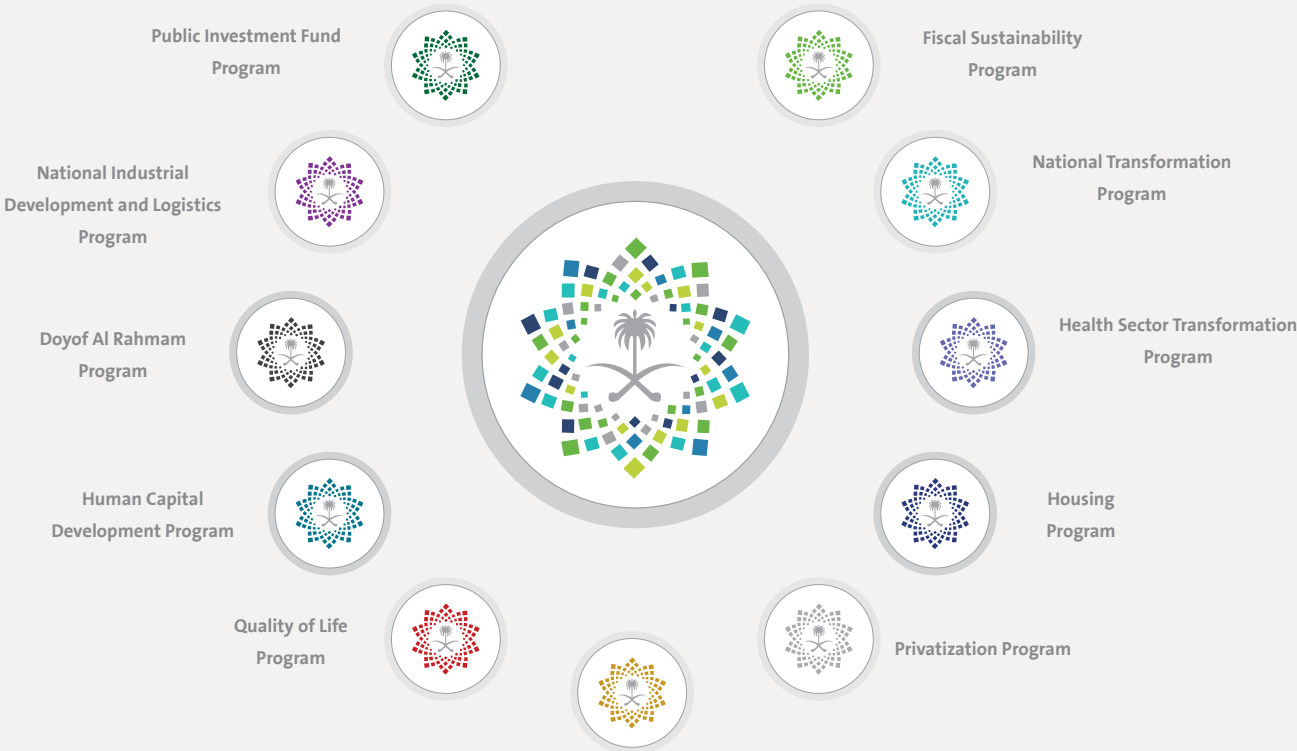 Public Investment Fund
Program
Fiscal Sustainability
Program
National Industrial
Development and Logistics
Program
National Transformation
Program
Doyof Al Rahmam
Program
Health Sector Transformation
Program
Human Capital
Development Program
Housing
Program
Quality of Life
Program
Privatization Program